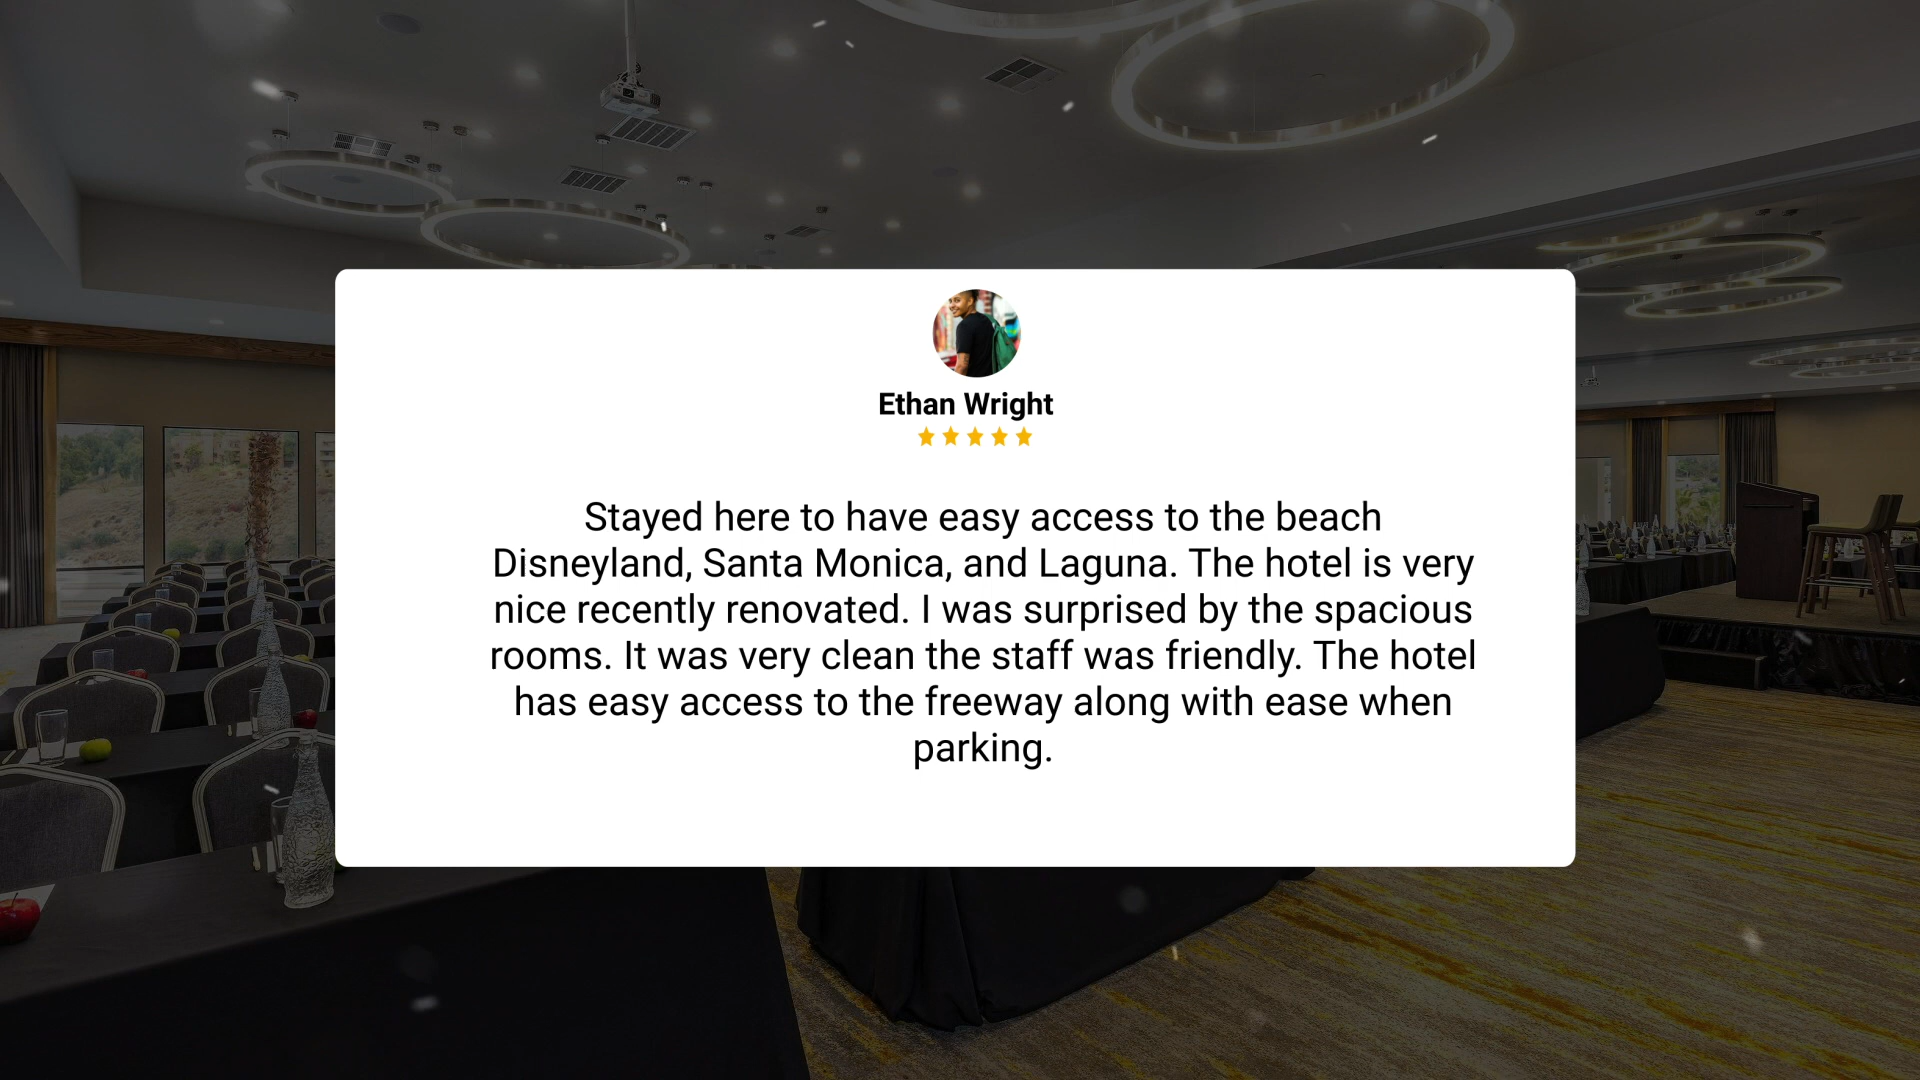 Ethan Wright
Stayed here to have easy access to the beach
Disneyland, Santa Monica, and Laguna. The hotel is very
nice recently renovated. I was surprised by the spacious
rooms. It was very clean the staff was friendly. The hotel
has easy access to the freeway along with ease when
parking.